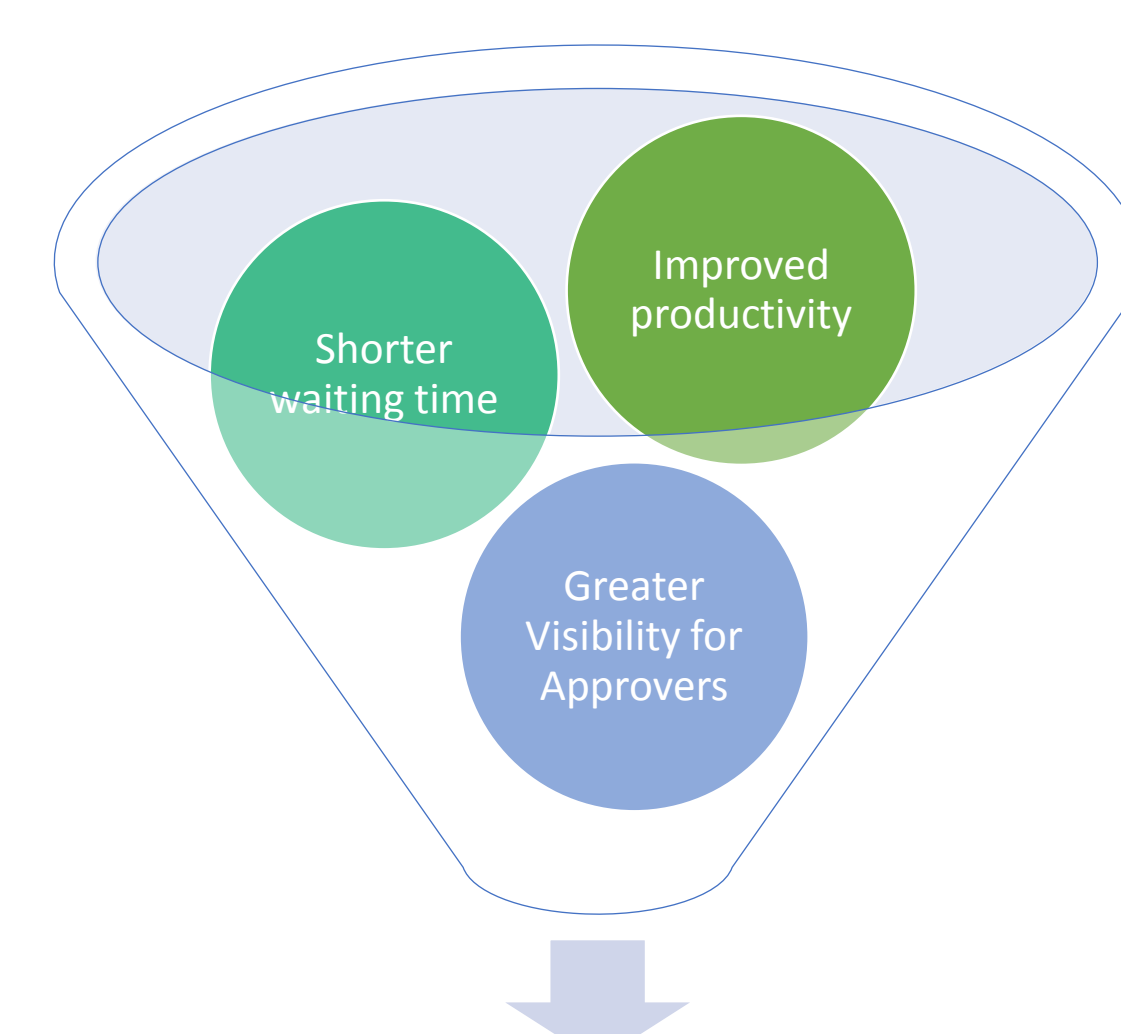 Improved
productivity
Shorter
waiting time
Greater
Visibility for
Approvers